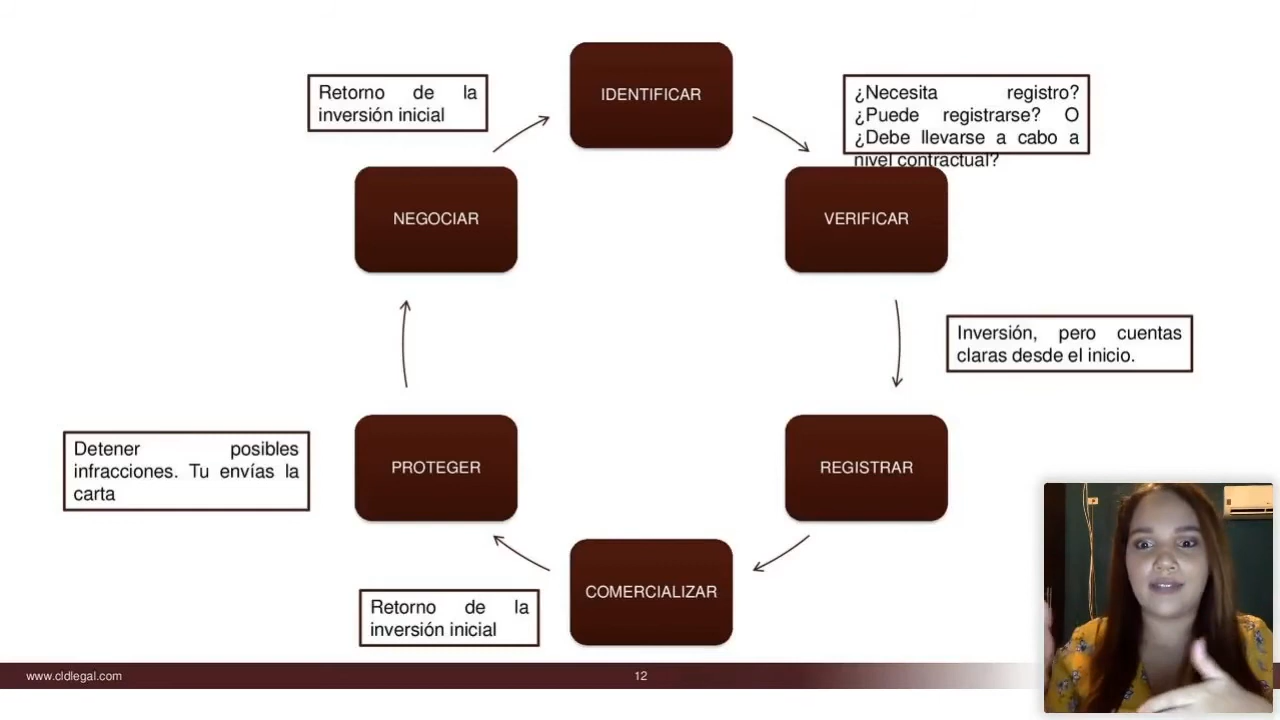 IDENTIFICAR
Retorno de la
inversión inicial
¿Necesita registro?
¿Puede registrarse? O
¿Debe llevarse a cabo a
nivel contractual?
NEGOCIAR
VERIFICAR
Inversión, pero cuentas
claras desde el inicio.
Detener posibles
infracciones. Tu envías la
carta
PROTEGER
REGISTRAR
COMERCIALIZAR
Retorno de la
inversión inicial
www.cldlegal.com
12